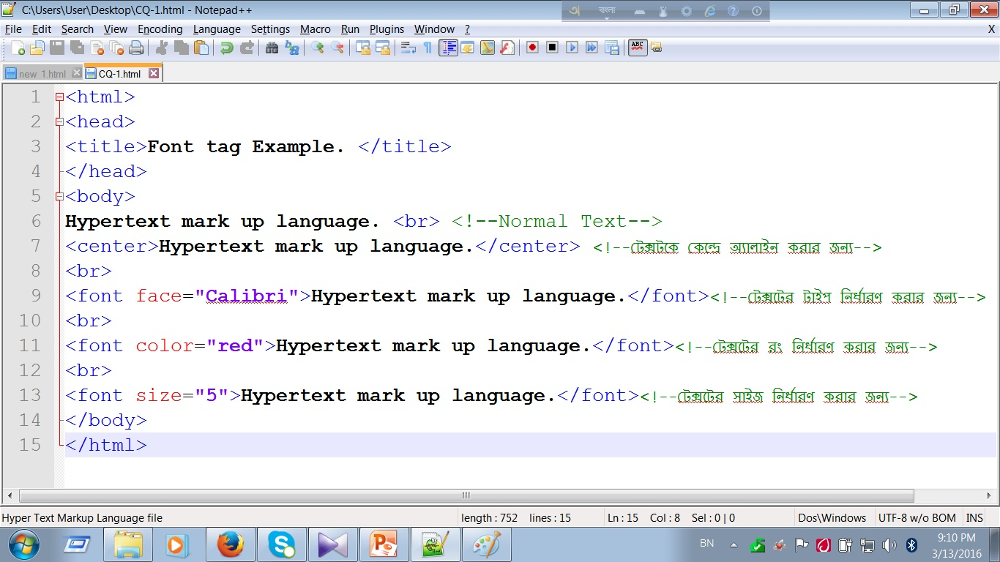 C:\Users\User\Desktop\CQ-1.html - Notepad++
বাংলা
File Edit Search View Encoding Language Settings Macro Run Plugins Window ? X
ABC
new 1.html CQ-1.html
1 <html>
2 <head>
3 <title>Font tag Example. </title>
4 </head>
5 <body>
6 Hypertext mark up language. <br> <!--Normal Text-->
7 <center>Hypertext mark up language.</center> <!--টেক্সটকে কেন্দ্রে অ্যালাইন করার জন্য-->
8 <br>
9 <font face="Calibri">Hypertext mark up language.</font><!--টেক্সটের টাইপ নির্ধারণ করার জন্য-->
10 <br>
11 <font color="red">Hypertext mark up language.</font><!--টেক্সটের রং নির্ধারণ করার জন্য-->
12 <br>
13 <font size="5">Hypertext mark up language.</font><!--টেক্সটের সাইজ নির্ধারণ করার জন্য-->
14 </body>
15 </html>
Hyper Text Markup Language file length : 752 lines : 15 Ln : 15 Col : 8 Sel : 0 | 0 Dos\Windows UTF-8 w/o BOM INS
BN 9:10 PM
3/13/2016